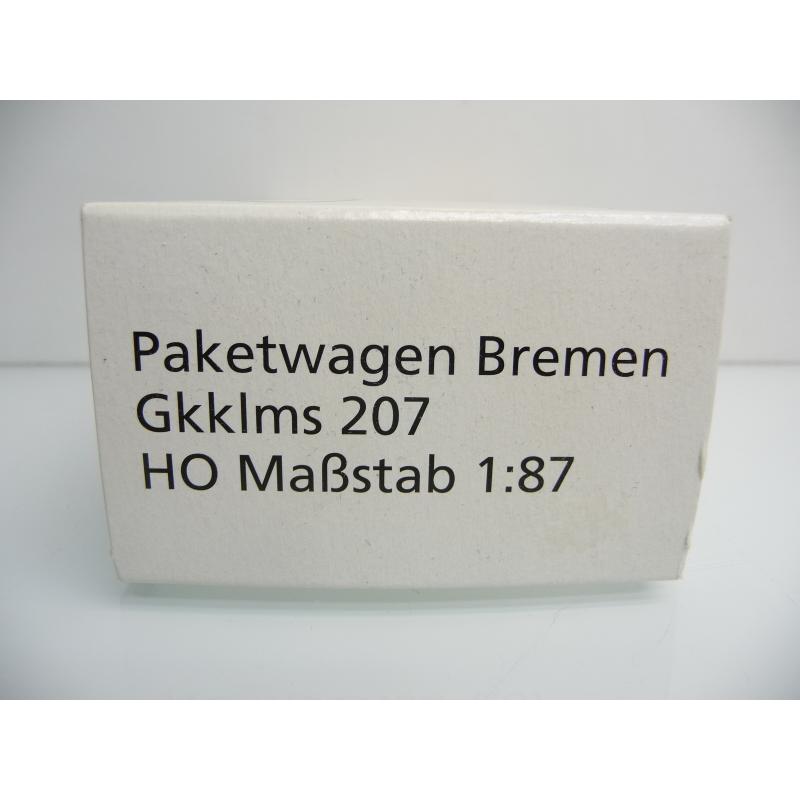 Paketwagen Bremen
Gkklms 207
HO Maßstab 1:87